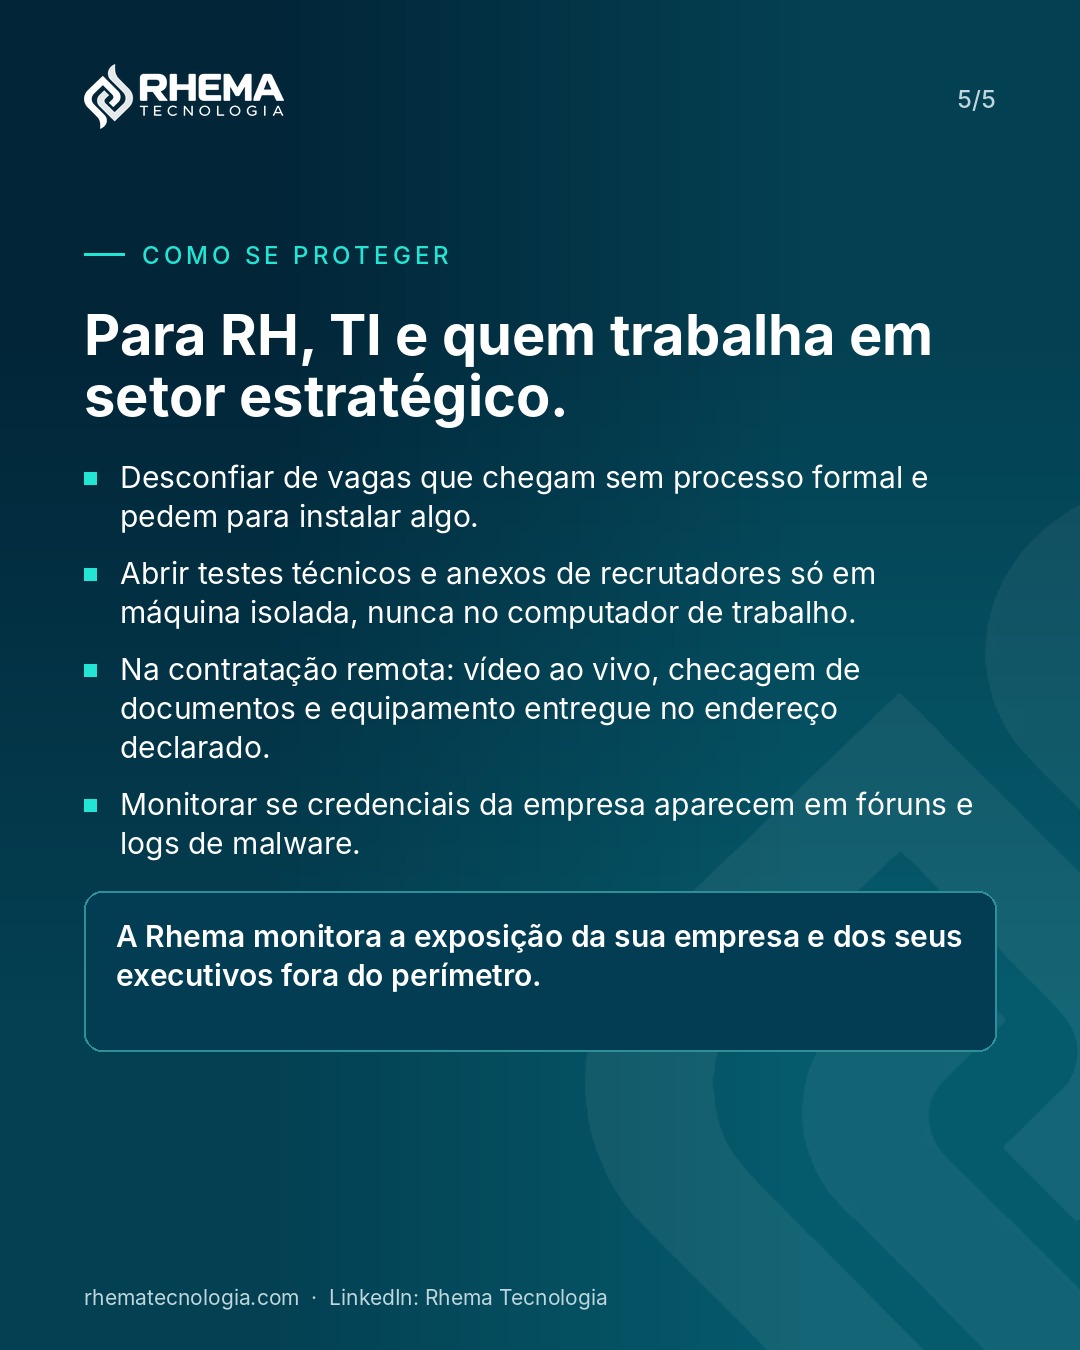 RHEMA
TECNOLOGIA
5/5
COMO SE PROTEGER
Para RH, TI e quem trabalha em
setor estratégico.
Desconfiar de vagas que chegam sem processo formal e
pedem para instalar algo.
Abrir testes técnicos e anexos de recrutadores só em
máquina isolada, nunca no computador de trabalho.
Na contratação remota: vídeo ao vivo, checagem de
documentos e equipamento entregue no endereço
declarado.
Monitorar se credenciais da empresa aparecem em fóruns e
logs de malware.
A Rhema monitora a exposição da sua empresa e dos seus
executivos fora do perímetro.
rhematecnologia.com · LinkedIn: Rhema Tecnologia